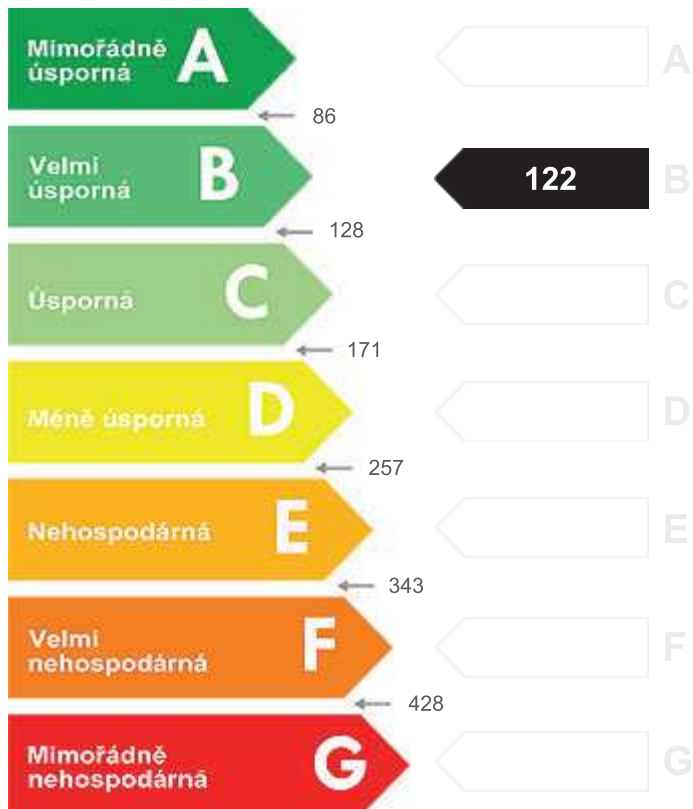 Mimořádně
úsporná
A
A
86
Velmi
úsporná
B
122
B
128
Úsporná
C
C
171
Méně úsporná
D
D
257
Nehospodárná
E
E
343
Velmi
nehospodárná
F
F
428
Mimořádně
nehospodárná
G
G